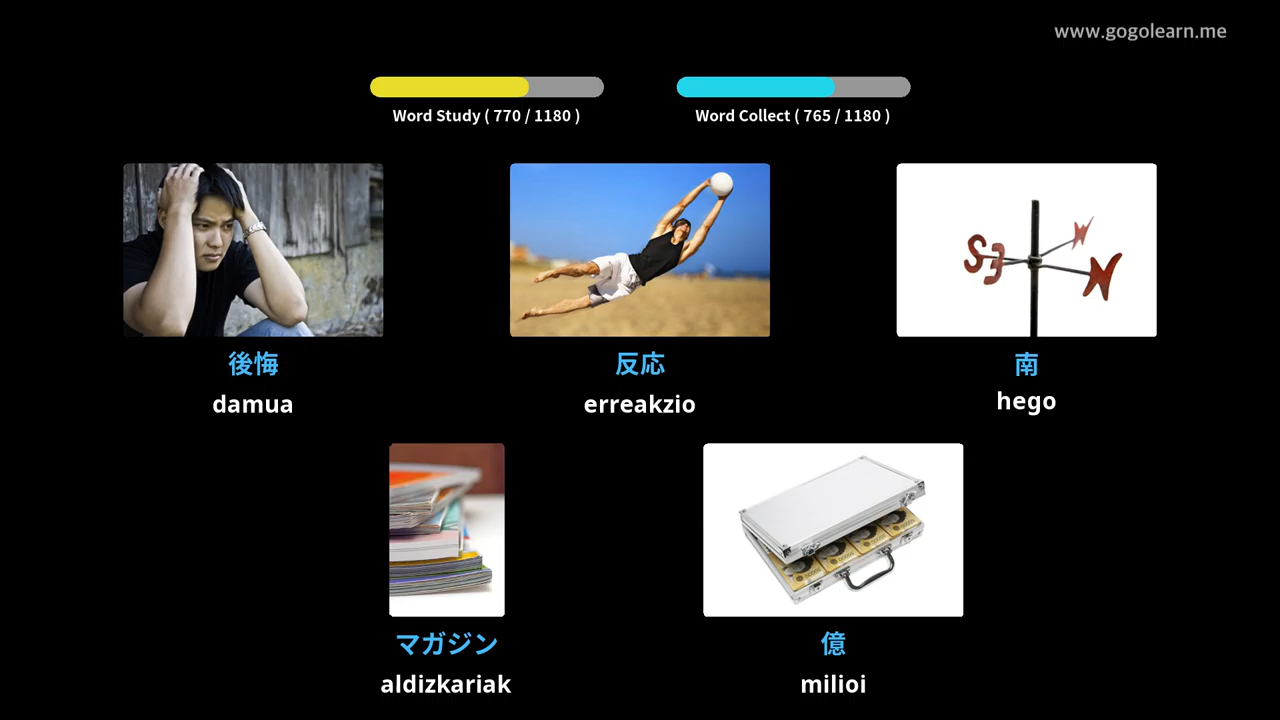 www.gogolearn.me
Word Study ( 770 / 1180 )
Word Collect ( 765 / 1180 )
後悔
damua
反応
erreakzio
南
hego
マガジン
aldizkariak
億
milioi